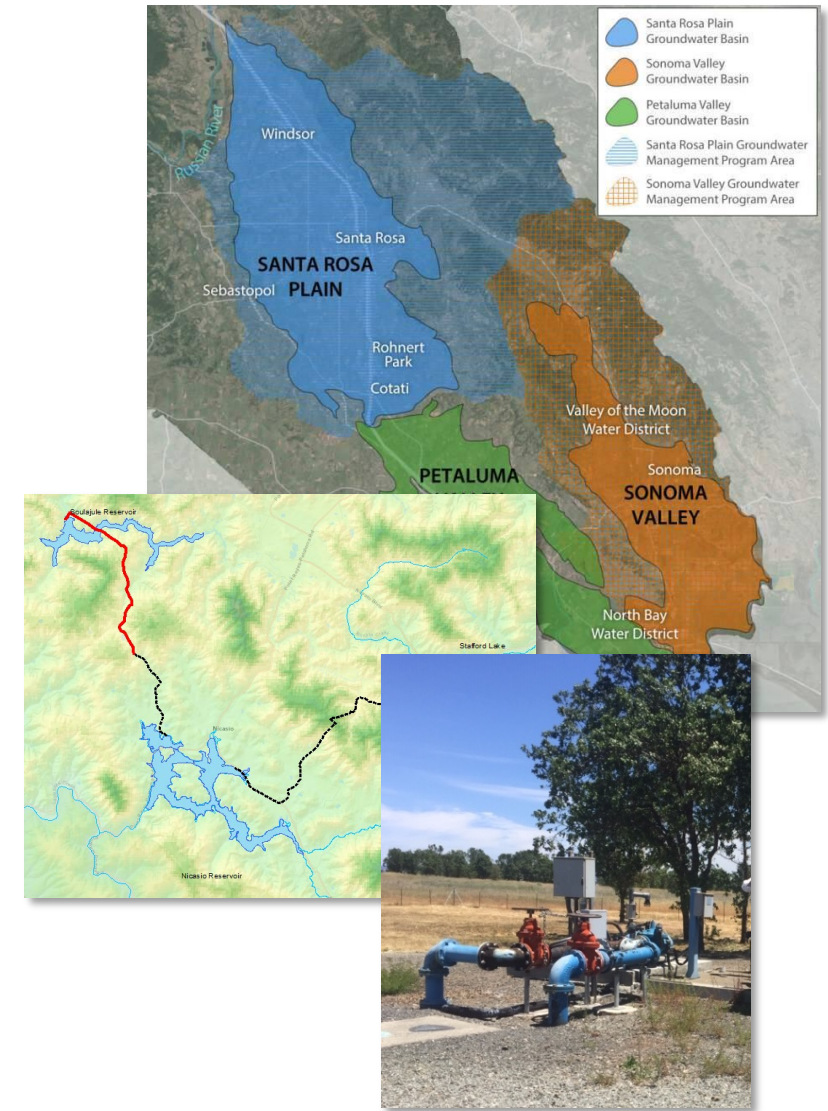 Santa Rosa Plain
Groundwater Basin
Sonoma Valley
Groundwater Basin
Petaluma Valley
Groundwater Basin
Santa Rosa Plain Groundwater
Management Program Area
Sonoma Valley Groundwater
Management Program Area
Russian River
Windsor
Santa Rosa
SANTA ROSA
PLAIN
Sebastopol
Rohnert
Park
Cotati
Valley of the Moon
Water District
PETALUMA
Sonoma
SONOMA
VALLEY
North Bay
Water District
Soulajule Reservoir
Stafford Lake
Nicasio
Nicasio Reservoir